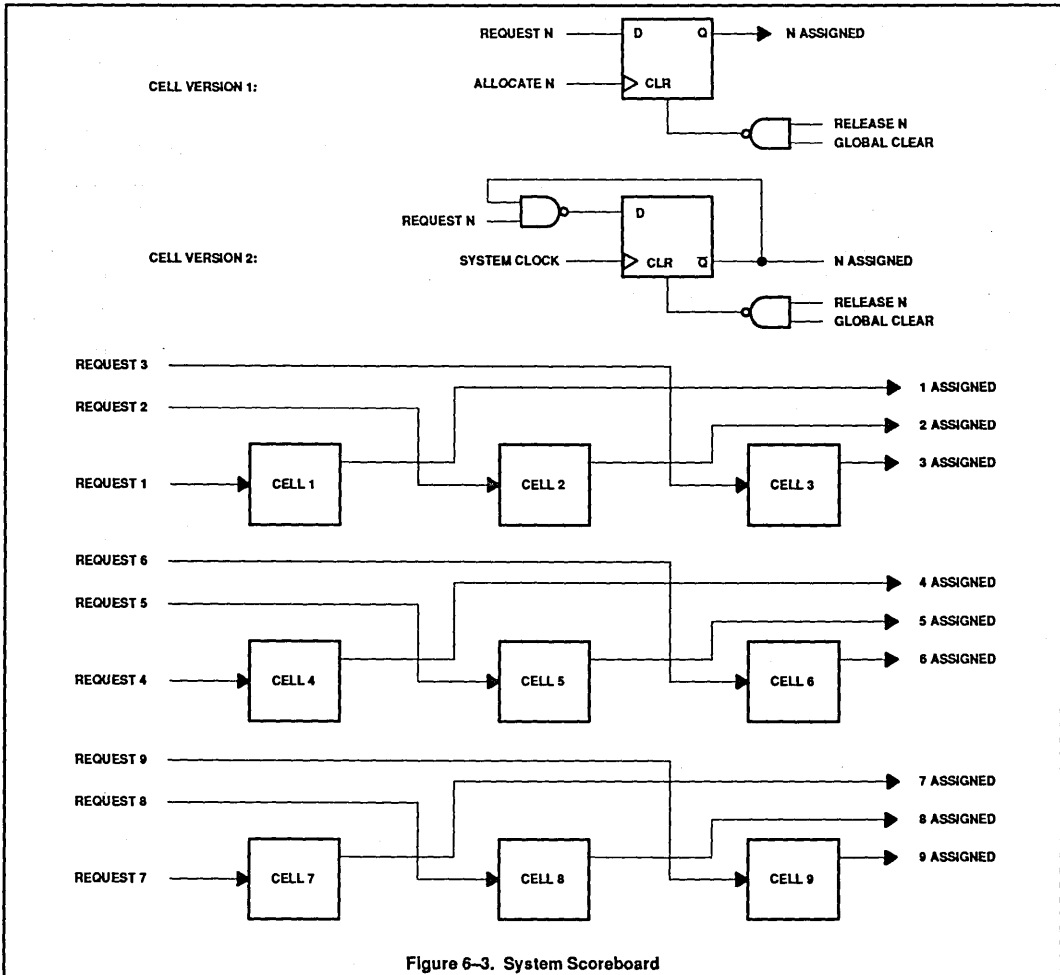 REQUEST N
D
Q
N ASSIGNED
CELL VERSION 1:
ALLOCATE N
CLR
RELEASE N
GLOBAL CLEAR
REQUEST N
D
CELL VERSION 2:
SYSTEM CLOCK
CLR
Q̅
N ASSIGNED
RELEASE N
GLOBAL CLEAR
REQUEST 3
1 ASSIGNED
REQUEST 2
2 ASSIGNED
3 ASSIGNED
REQUEST 1
CELL 1
CELL 2
CELL 3
REQUEST 6
4 ASSIGNED
REQUEST 5
5 ASSIGNED
6 ASSIGNED
REQUEST 4
CELL 4
CELL 5
CELL 6
REQUEST 9
7 ASSIGNED
REQUEST 8
8 ASSIGNED
9 ASSIGNED
REQUEST 7
CELL 7
CELL 8
CELL 9
Figure 6–3. System Scoreboard